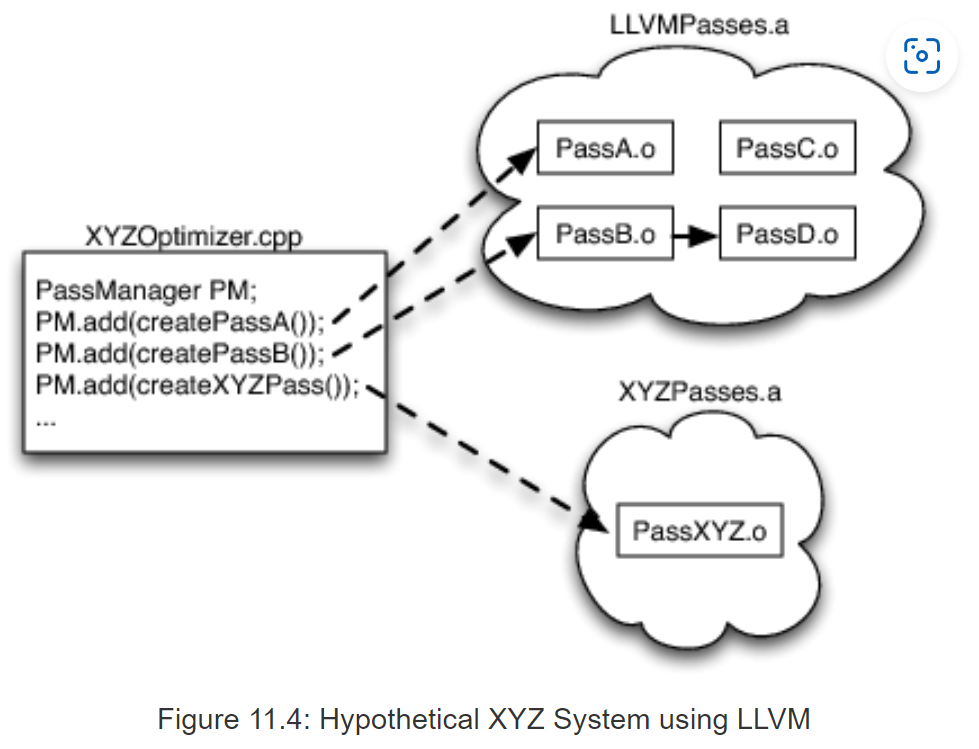 LLVMPasses.a
PassA.o
PassC.o
PassB.o
PassD.o
XYZOptimizer.cpp
PassManager PM;
PM.add(createPassA());
PM.add(createPassB());
PM.add(createXYZPass());
...
XYZPasses.a
PassXYZ.o
Figure 11.4: Hypothetical XYZ System using LLVM